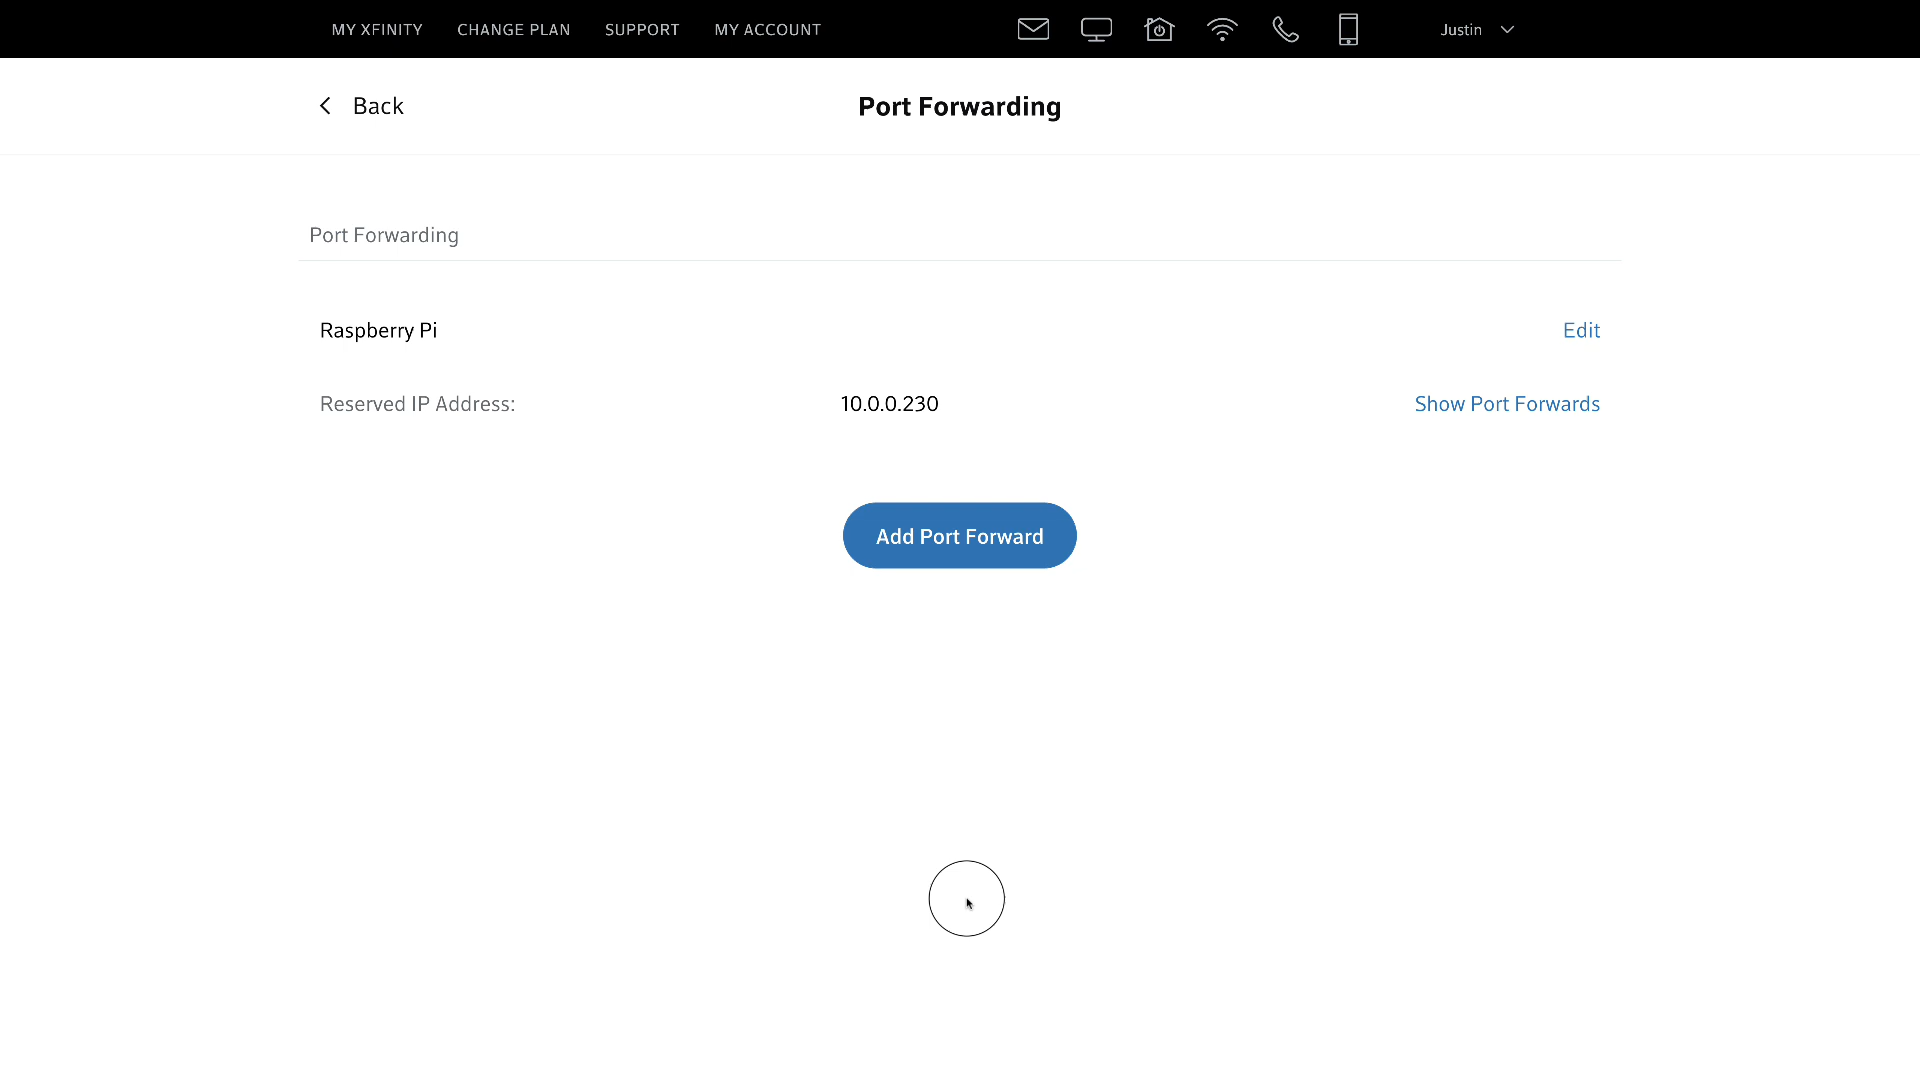 MY XFINITY CHANGE PLAN SUPPORT MY ACCOUNT Justin
Back Port Forwarding
Port Forwarding
Raspberry Pi Edit
Reserved IP Address: 10.0.0.230 Show Port Forwards
Add Port Forward